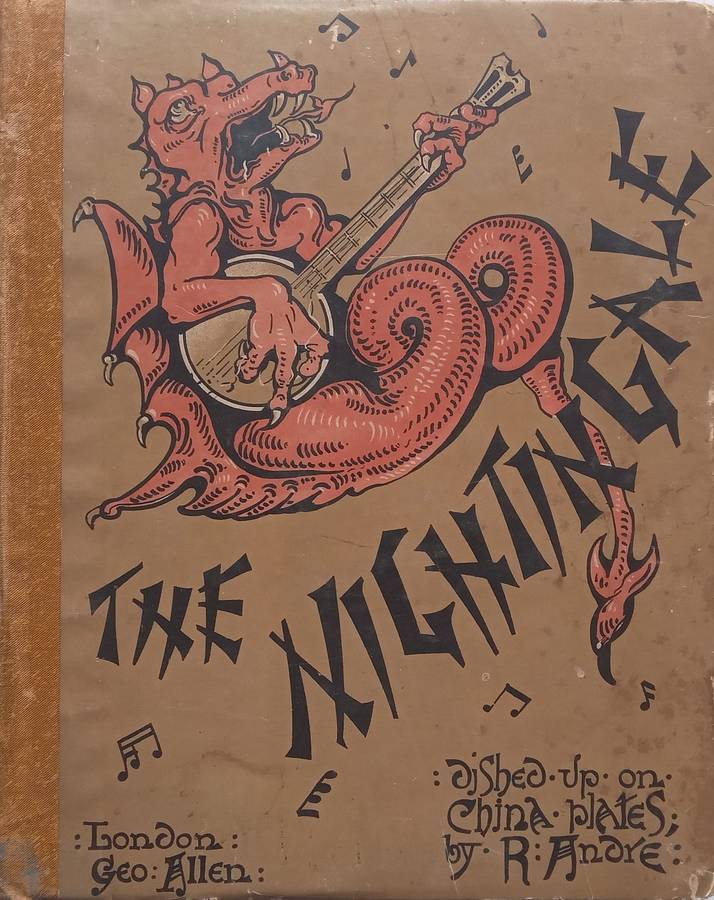 THE NIGHTINGALE
: dished · up · on ·
China · plates ;
by · R : Andre :
: London :
Geo : Allen :